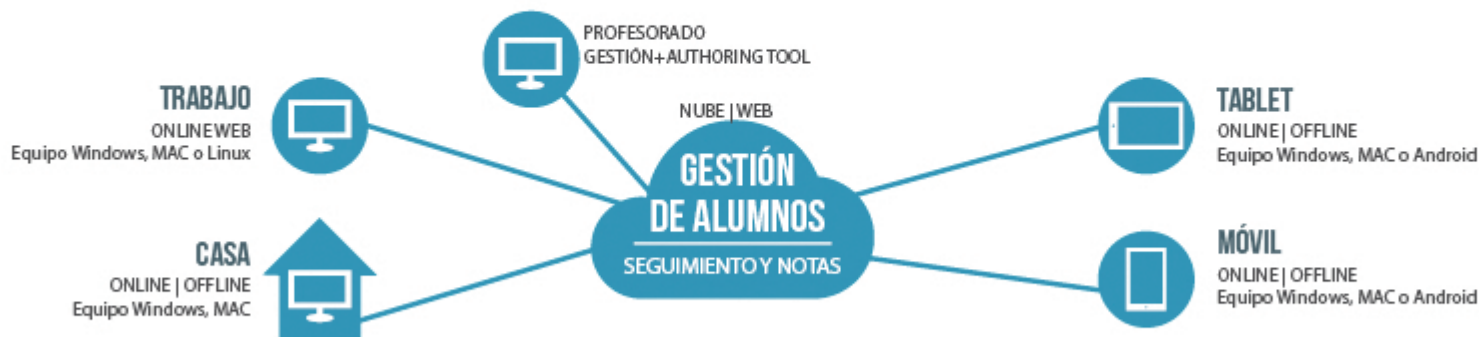 PROFESORADO
GESTIÓN+AUTHORING TOOL
TRABAJO
ONLINE WEB
Equipo Windows, MAC o Linux
NUBE | WEB
GESTIÓN
DE ALUMNOS
SEGUIMIENTO Y NOTAS
TABLET
ONLINE | OFFLINE
Equipo Windows, MAC o Android
CASA
ONLINE | OFFLINE
Equipo Windows, MAC
MÓVIL
ONLINE | OFFLINE
Equipo Windows, MAC o Android